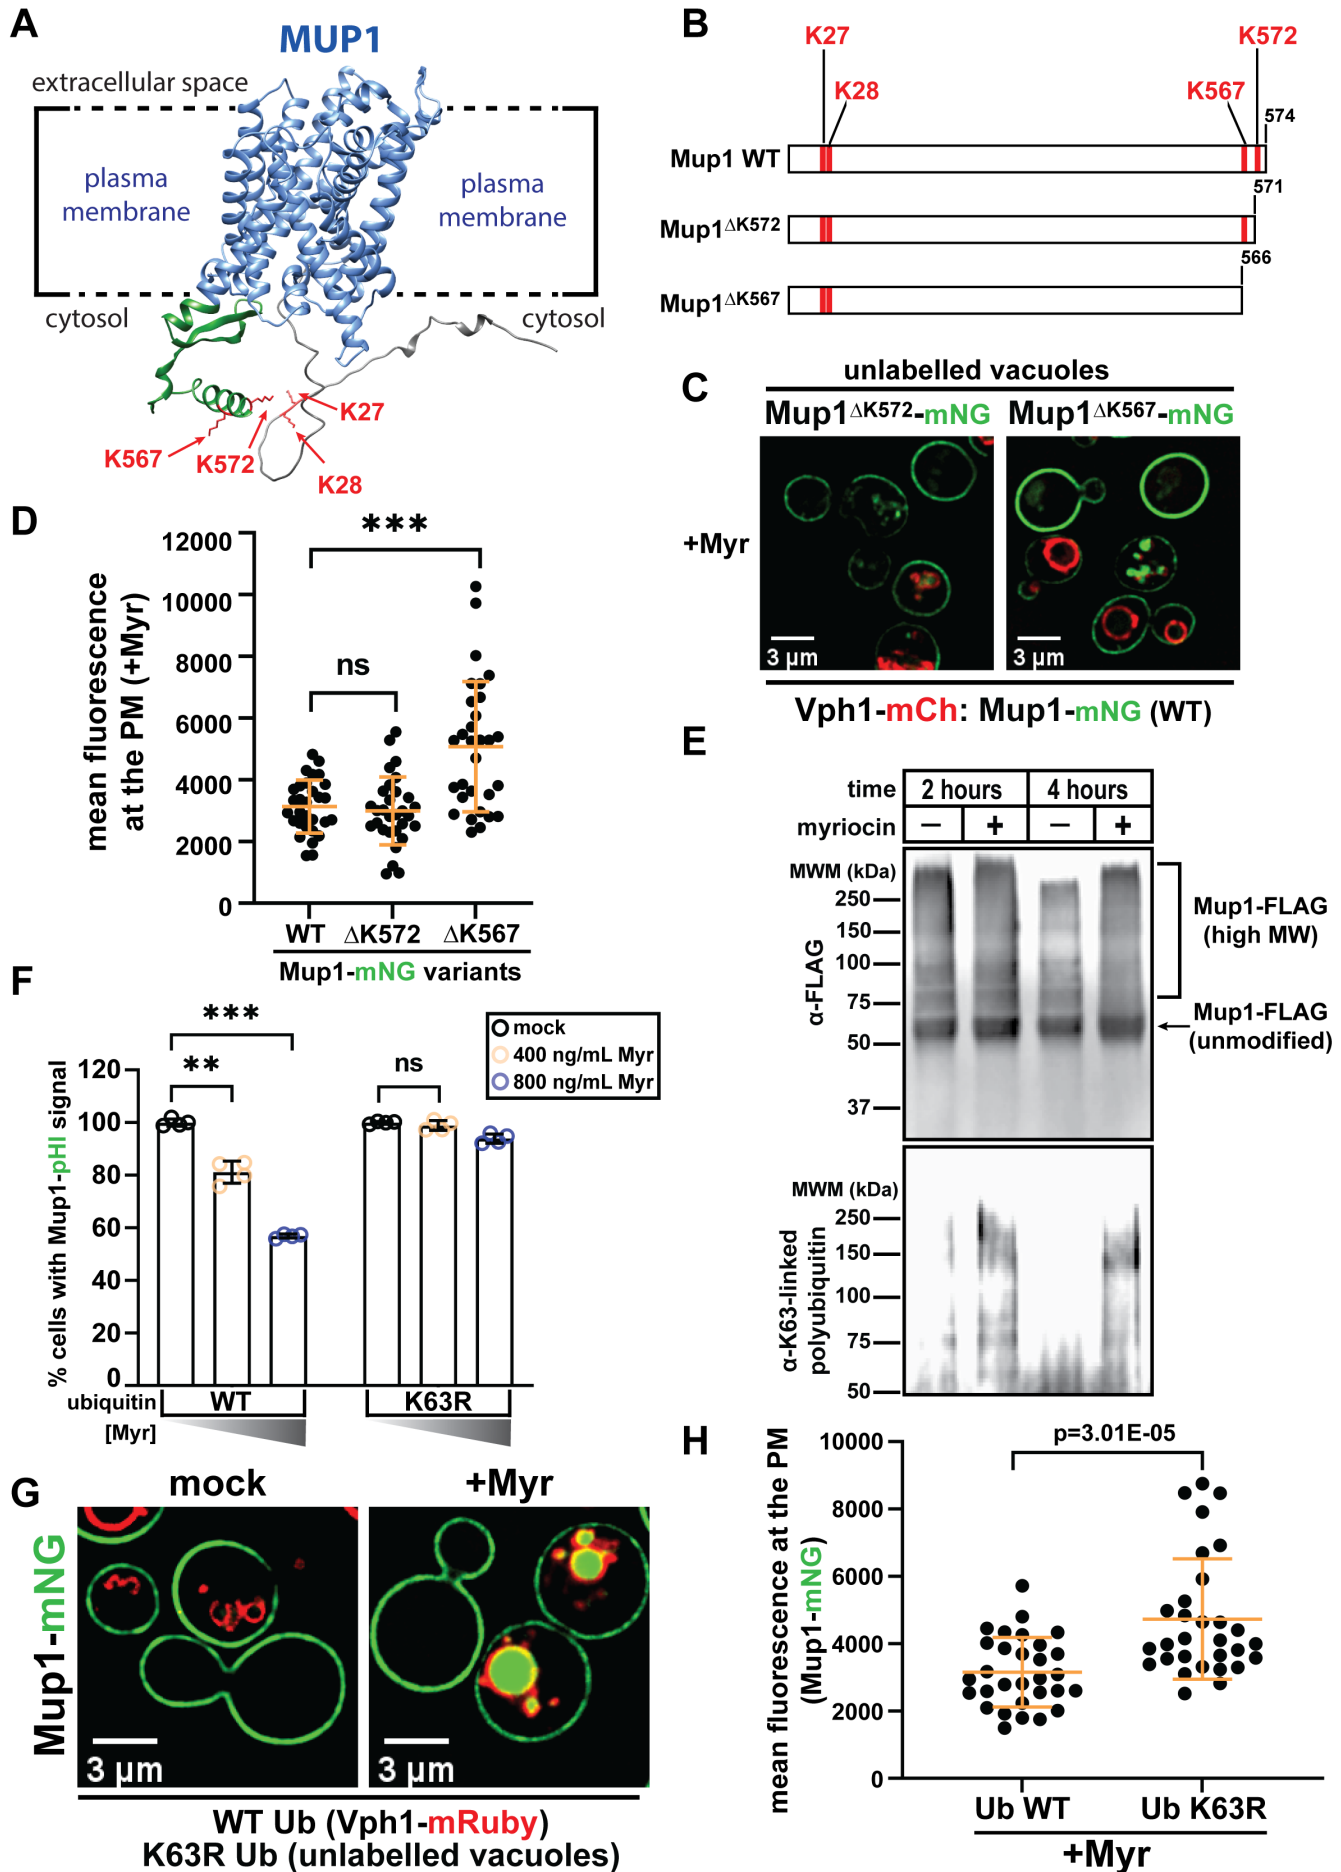 A
MUP1
extracellular space
plasma
membrane
plasma
membrane
cytosol
cytosol
K27
K567
K572
K28
B
K27
K572
K28
K567
574
Mup1 WT
571
Mup1ΔK572
566
Mup1ΔK567
C
unlabelled vacuoles
Mup1ΔK572-mNG
Mup1ΔK567-mNG
+Myr
3 µm
3 µm
Vph1-mCh: Mup1-mNG (WT)
D
mean fluorescence
at the PM (+Myr)
12000
10000
8000
6000
4000
2000
0
***
ns
WT
ΔK572
ΔK567
Mup1-mNG variants
E
time
2 hours
4 hours
myriocin
– + – +
MWM (kDa)
250
150
100
75
50
37
α-FLAG
Mup1-FLAG
(high MW)
Mup1-FLAG
(unmodified)
MWM (kDa)
250
150
100
75
50
α-K63-linked
polyubiquitin
F
% cells with Mup1-pHl signal
120
100
80
60
40
20
0
***
**
ns
mock
400 ng/mL Myr
800 ng/mL Myr
ubiquitin
WT
K63R
[Myr]
G
mock
+Myr
Mup1-mNG
3 µm
3 µm
WT Ub (Vph1-mRuby)
K63R Ub (unlabelled vacuoles)
H
mean fluorescence at the PM
(Mup1-mNG)
10000
8000
6000
4000
2000
0
p=3.01E-05
Ub WT
Ub K63R
+Myr